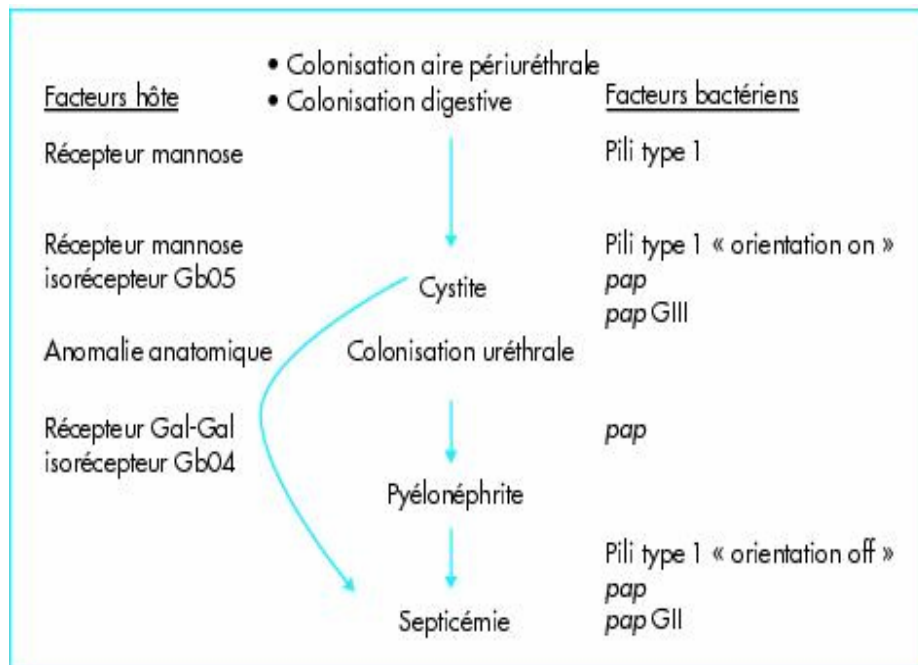 • Colonisation aire périuréthrale
• Colonisation digestive
Facteurs hôte
Facteurs bactériens
Récepteur mannose
Pili type 1
Récepteur mannose
isorécepteur Gb05
Pili type 1 « orientation on »
pap
pap GIII
Cystite
Anomalie anatomique
Colonisation uréthrale
Récepteur Gal-Gal
isorécepteur Gb04
pap
Pyélonéphrite
Pili type 1 « orientation off »
pap
pap GII
Septicémie